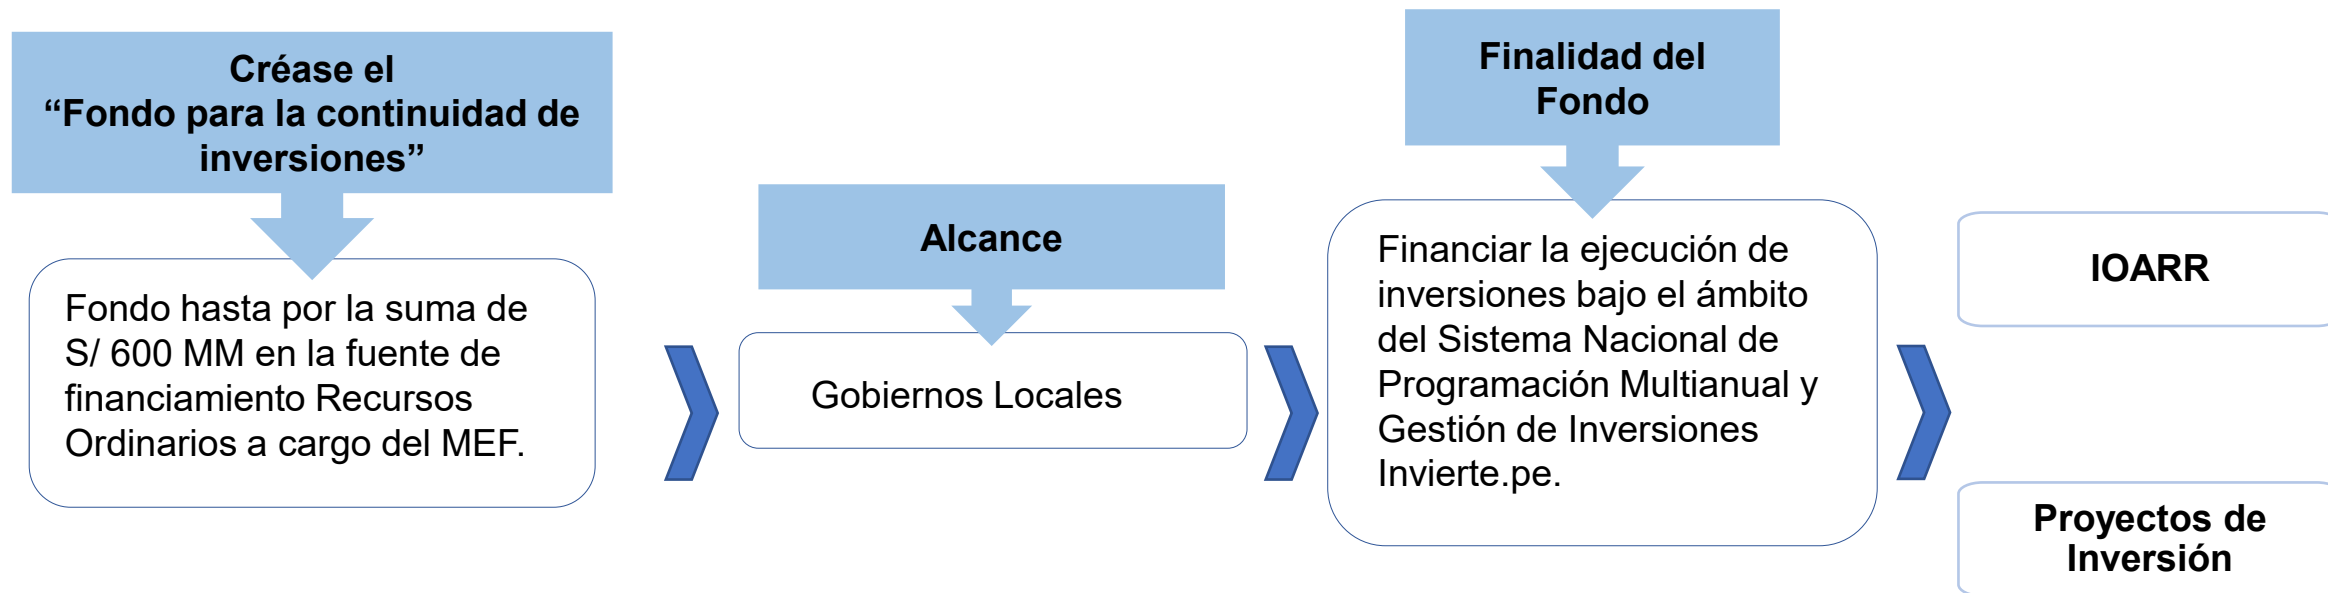 Créase el
“Fondo para la continuidad de
inversiones”
Fondo hasta por la suma de
S/ 600 MM en la fuente de
financiamiento Recursos
Ordinarios a cargo del MEF.
Alcance
Gobiernos Locales
Finalidad del
Fondo
Financiar la ejecución de
inversiones bajo el ámbito
del Sistema Nacional de
Programación Multianual y
Gestión de Inversiones
Invierte.pe.
IOARR
Proyectos de
Inversión